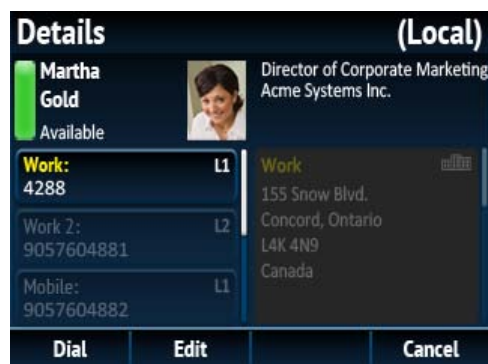 Details (Local)
Martha
Gold
Available
Director of Corporate Marketing
Acme Systems Inc.
Work: L1
4288
Work 2: L2
9057604881
Mobile: L1
9057604882
Work
155 Snow Blvd.
Concord, Ontario
L4K 4N9
Canada
Dial Edit Cancel